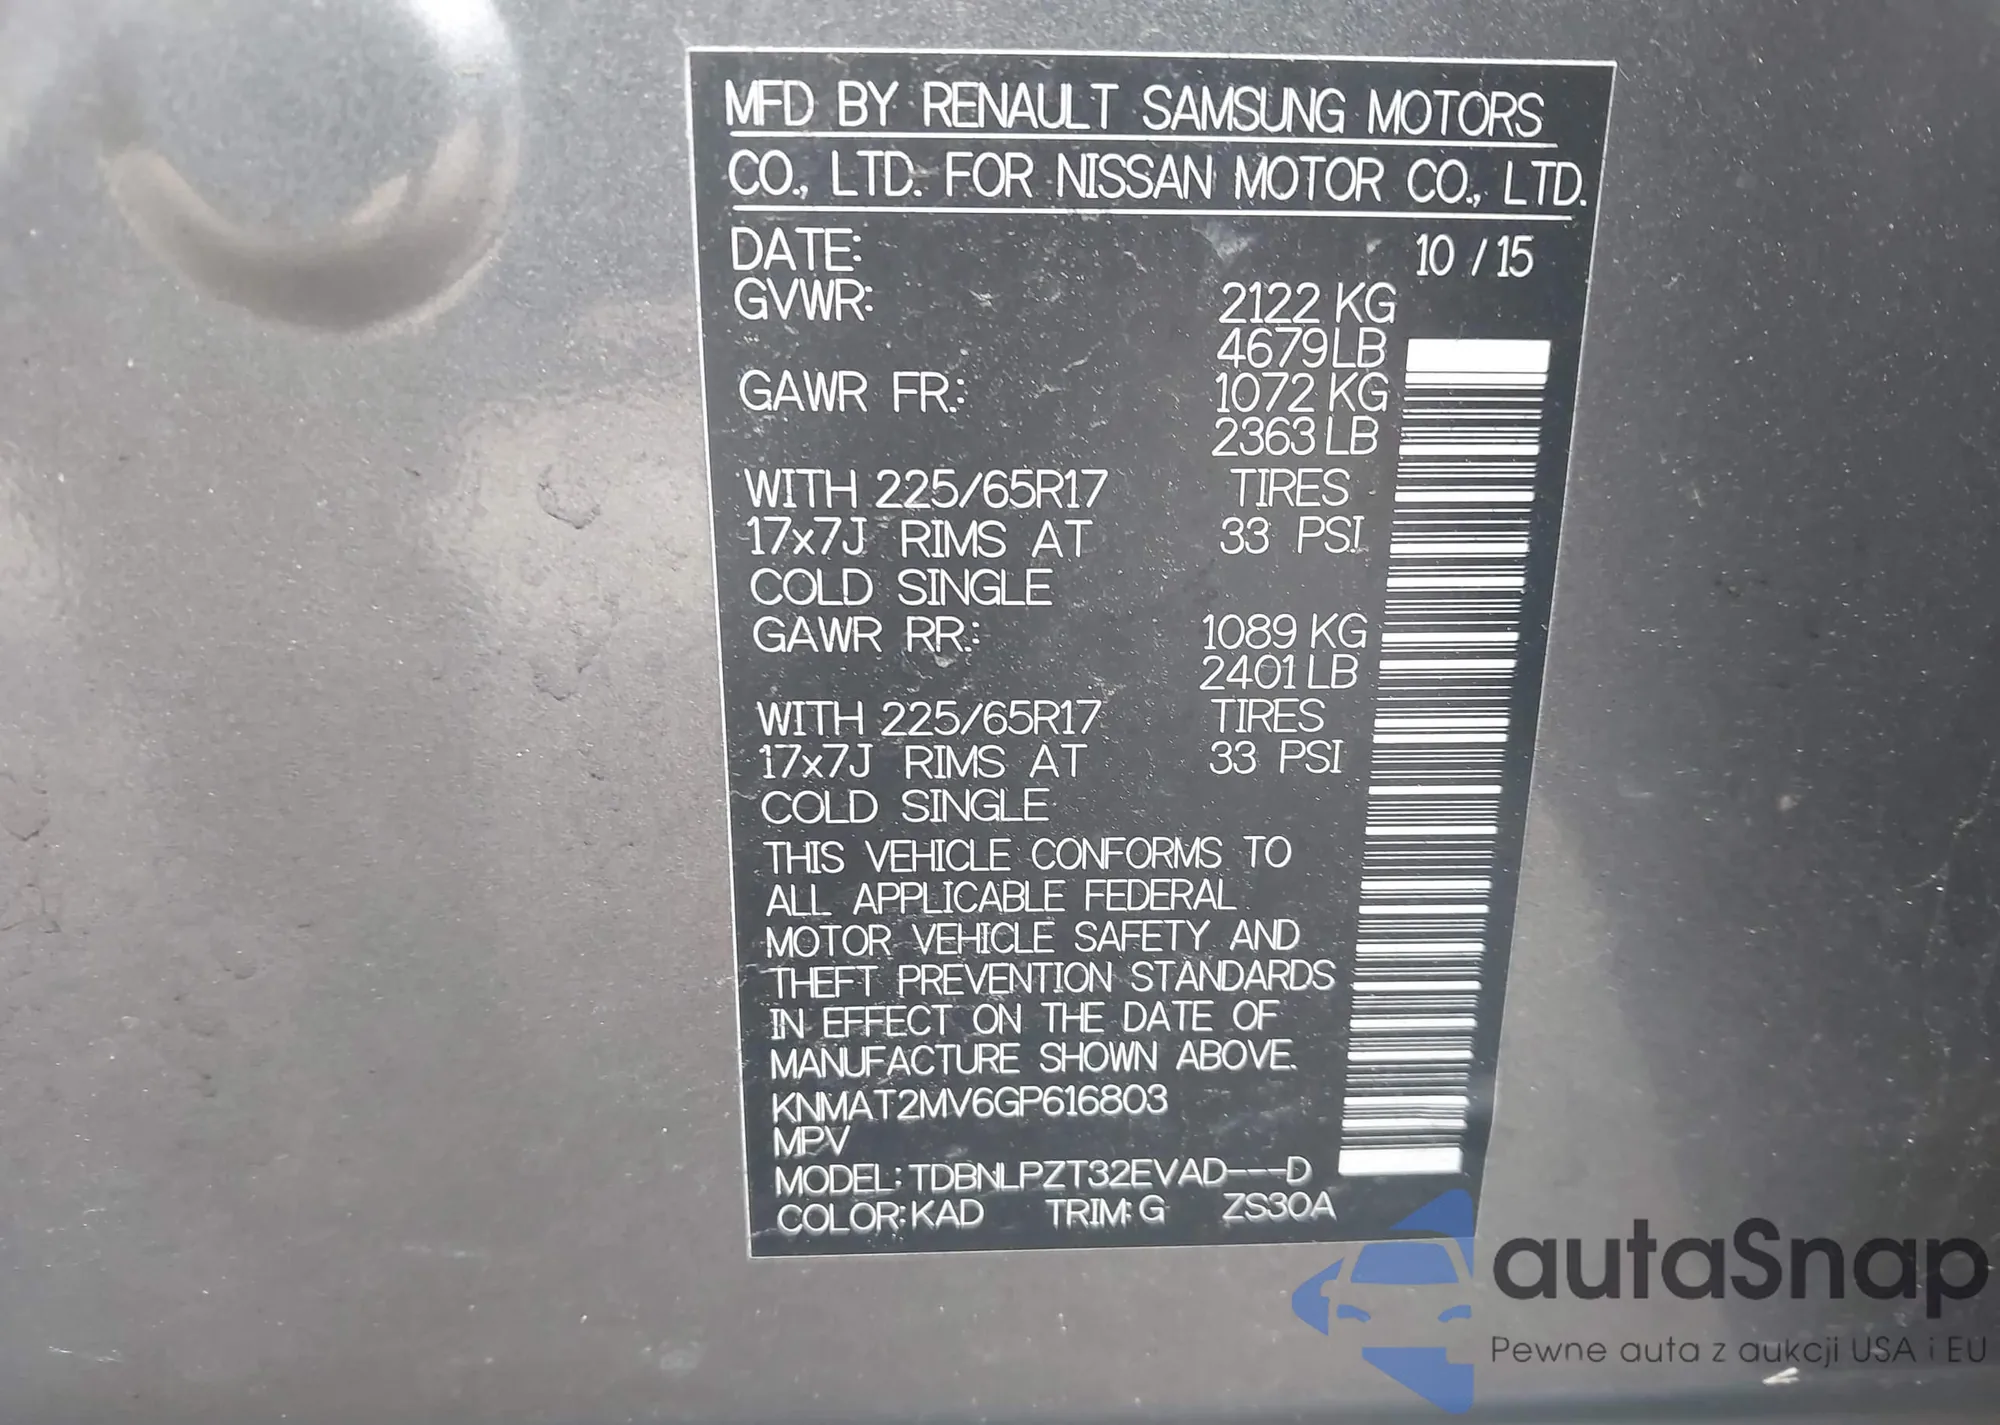 MFD BY RENAULT SAMSUNG MOTORS
CO., LTD. FOR NISSAN MOTOR CO., LTD.
DATE: 10 / 15
GVWR: 2122 KG
4679 LB
GAWR FR.: 1072 KG
2363 LB
WITH 225/65R17 TIRES
17x7J RIMS AT 33 PSI
COLD SINGLE
GAWR RR.: 1089 KG
2401 LB
WITH 225/65R17 TIRES
17x7J RIMS AT 33 PSI
COLD SINGLE
THIS VEHICLE CONFORMS TO
ALL APPLICABLE FEDERAL
MOTOR VEHICLE SAFETY AND
THEFT PREVENTION STANDARDS
IN EFFECT ON THE DATE OF
MANUFACTURE SHOWN ABOVE.
KNMAT2MV6GP616803
MPV
MODEL: TDBNLPZT32EVAD---D
COLOR: KAD TRIM: G ZS30A
autaSnap
Pewne auta z aukcji USA i EU